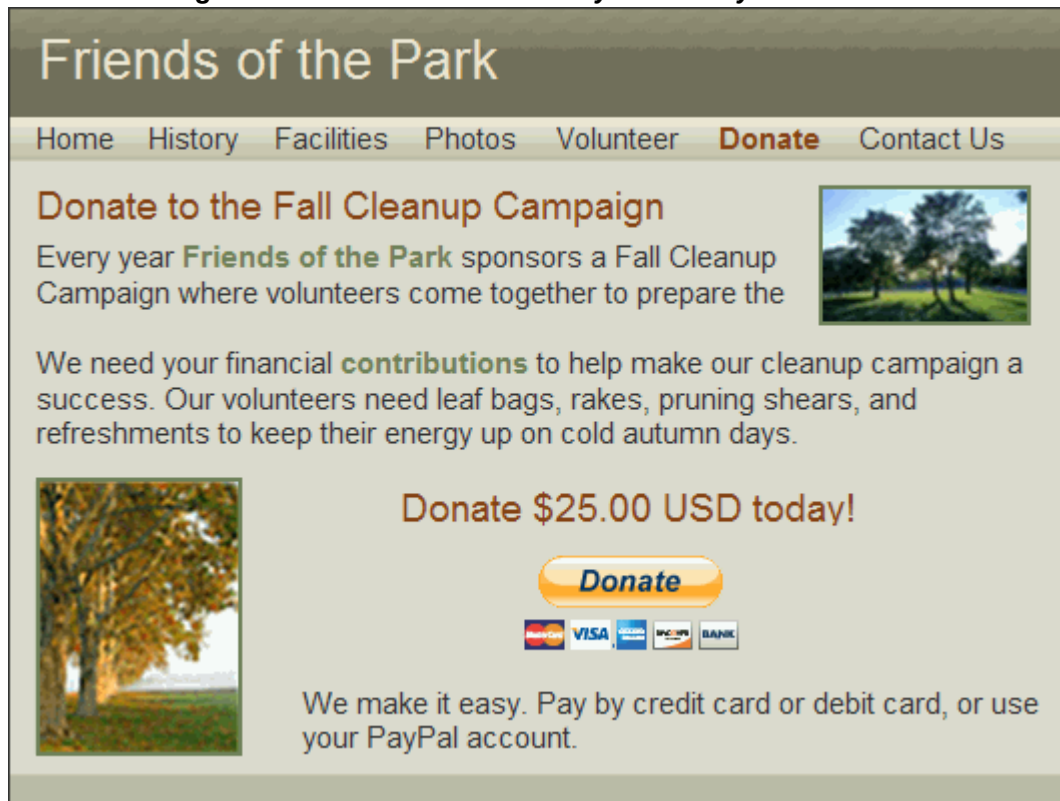 Friends of the Park
Home History Facilities Photos Volunteer Donate Contact Us
Donate to the Fall Cleanup Campaign
Every year Friends of the Park sponsors a Fall Cleanup
Campaign where volunteers come together to prepare the
We need your financial contributions to help make our cleanup campaign a
success. Our volunteers need leaf bags, rakes, pruning shears, and
refreshments to keep their energy up on cold autumn days.
Donate $25.00 USD today!
Donate
MasterCard VISA BANK
We make it easy. Pay by credit card or debit card, or use
your PayPal account.